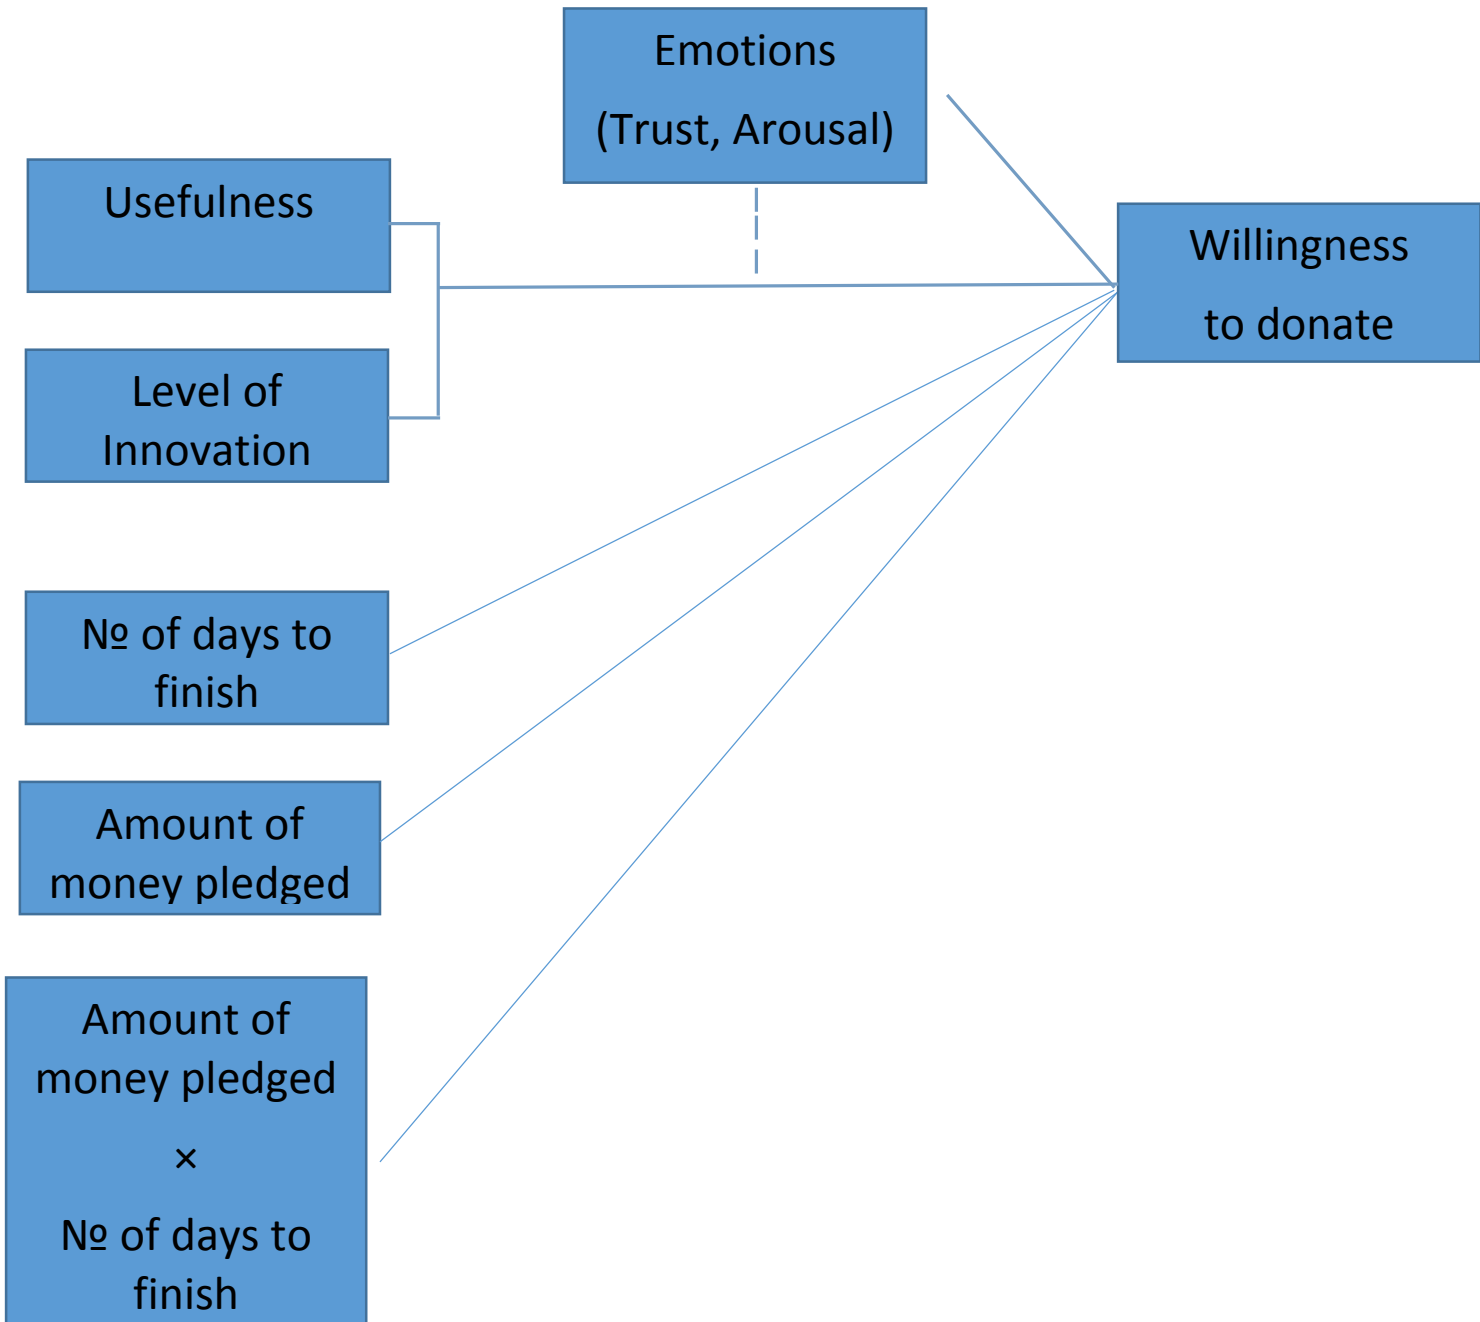 Emotions
(Trust, Arousal)
Usefulness
Willingness
to donate
Level of
Innovation
№ of days to
finish
Amount of
money pledged
Amount of
money pledged
×
№ of days to
finish